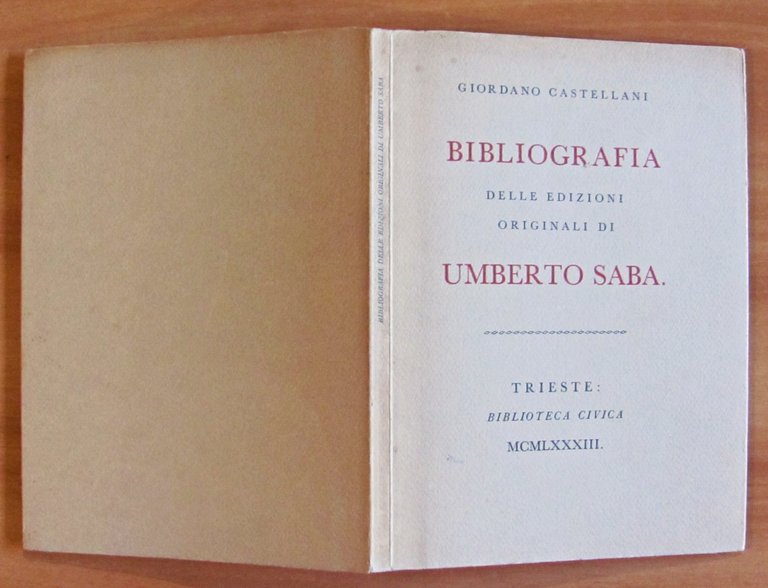 GIORDANO CASTELLANI
BIBLIOGRAFIA
DELLE EDIZIONI
ORIGINALI DI
UMBERTO SABA.
TRIESTE:
BIBLIOTECA CIVICA
MCMLXXXIII.
BIBLIOGRAFIA DELLE EDIZIONI ORIGINALI DI UMBERTO SABA